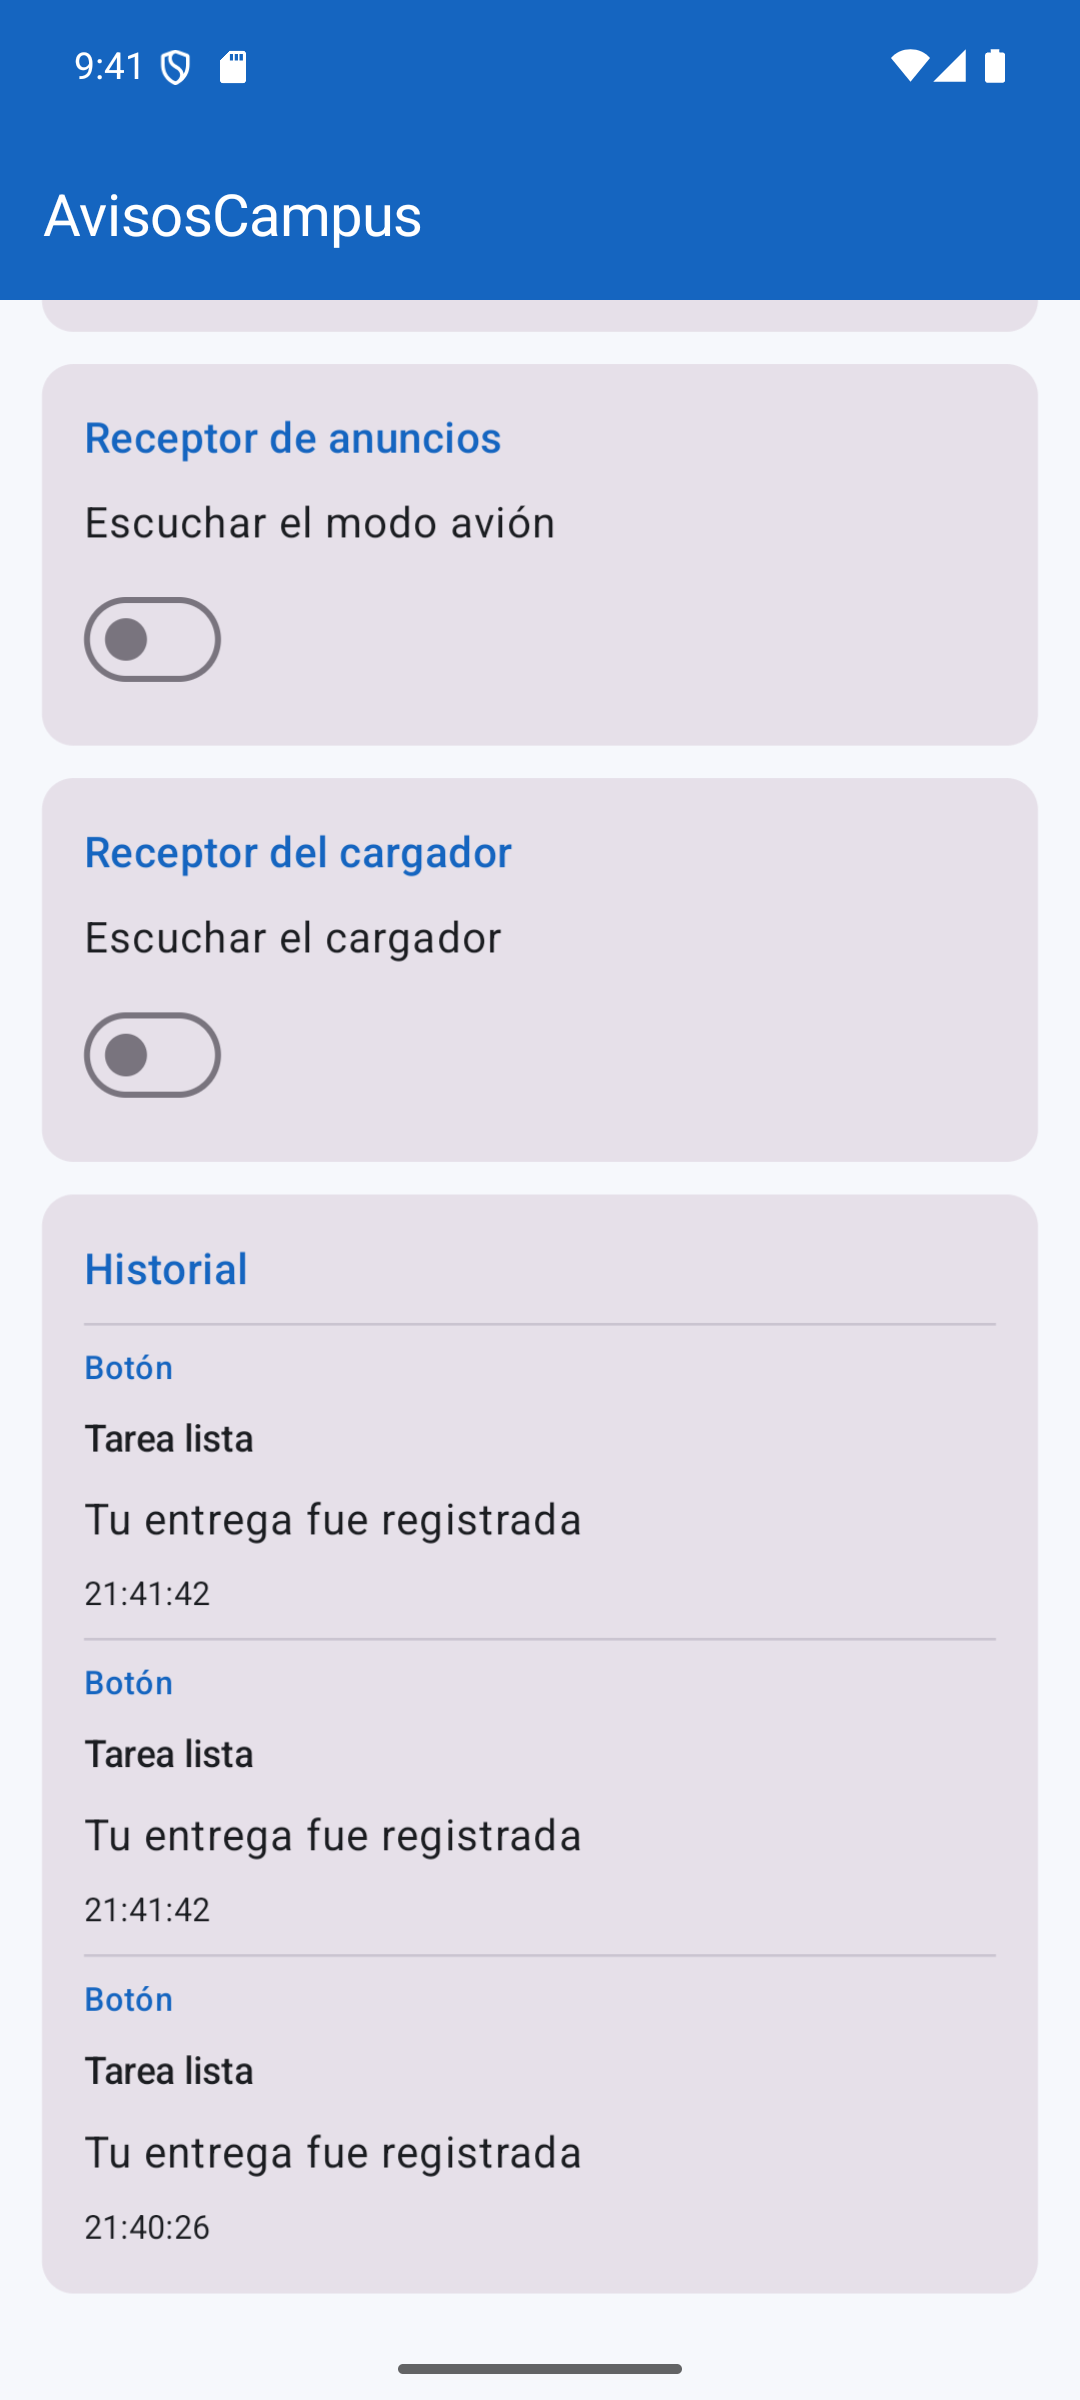 9:41
AvisosCampus
Receptor de anuncios
Escuchar el modo avión
Receptor del cargador
Escuchar el cargador
Historial
Botón
Tarea lista
Tu entrega fue registrada
21:41:42
Botón
Tarea lista
Tu entrega fue registrada
21:41:42
Botón
Tarea lista
Tu entrega fue registrada
21:40:26